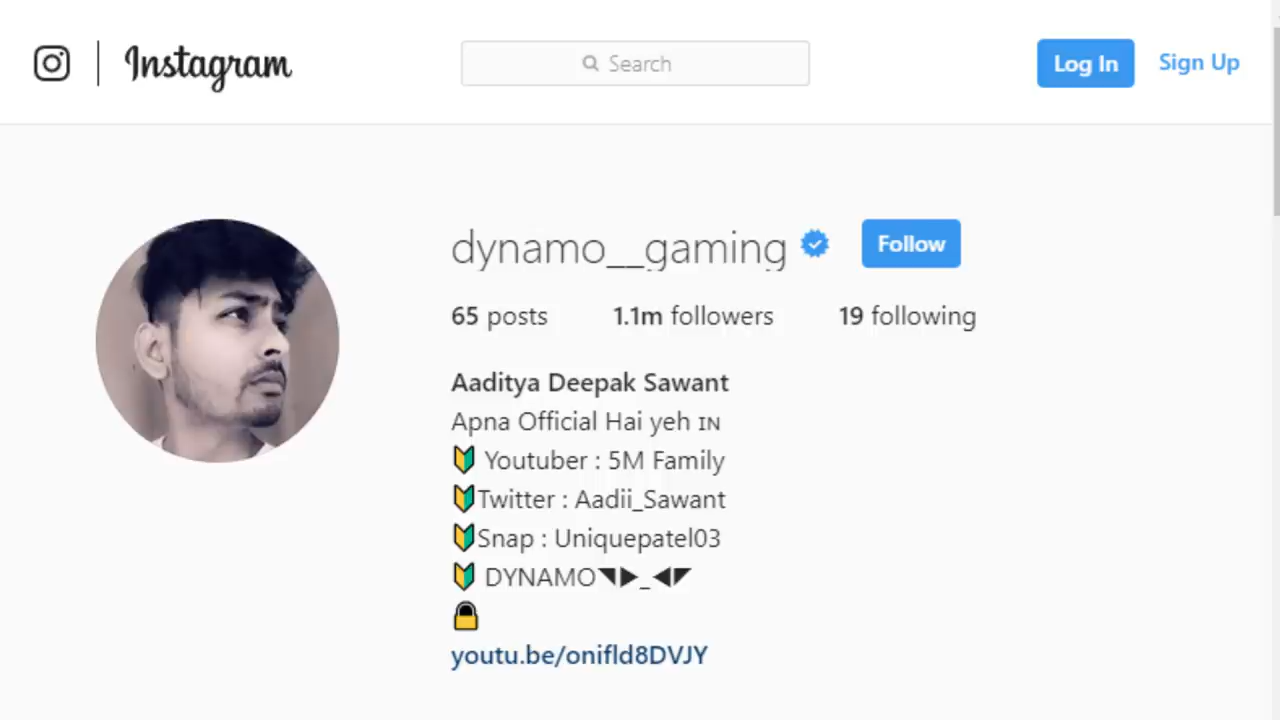 Instagram
Search
Log In
Sign Up
dynamo__gaming
Follow
65 posts 1.1m followers 19 following
Aaditya Deepak Sawant
Apna Official Hai yeh ɪɴ
🔰 Youtuber : 5M Family
🔰Twitter : Aadii_Sawant
🔰Snap : Uniquepatel03
🔰 DYNAMO◥▶_◀◤
🔒
youtu.be/onifld8DVJY